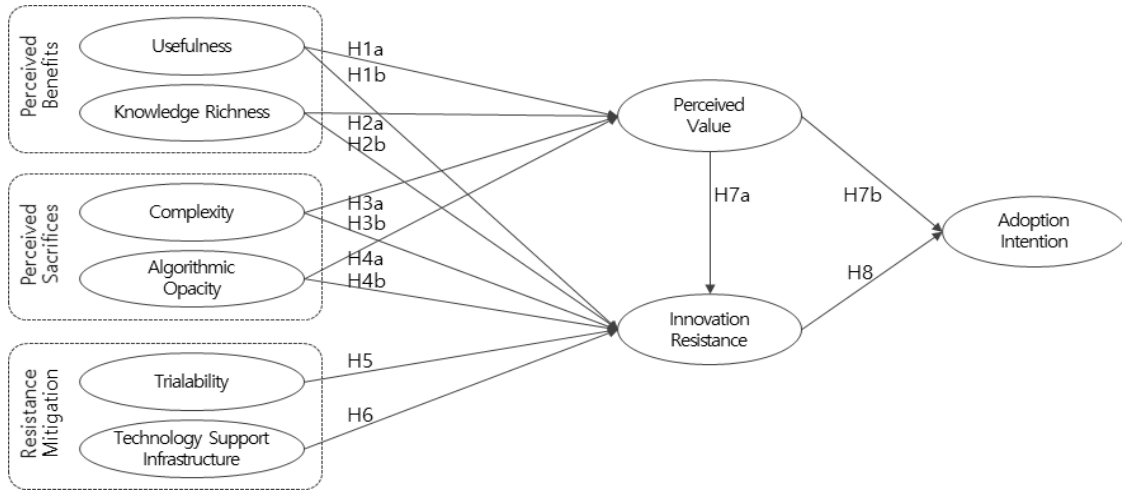 Perceived
Benefits
Usefulness
Knowledge Richness
H1a
H1b
H2a
H2b
Perceived
Sacrifices
Complexity
Algorithmic
Opacity
H3a
H3b
H4a
H4b
Resistance
Mitigation
Trialability
Technology Support
Infrastructure
H5
H6
Perceived
Value
H7a
H7b
Innovation
Resistance
H8
Adoption
Intention